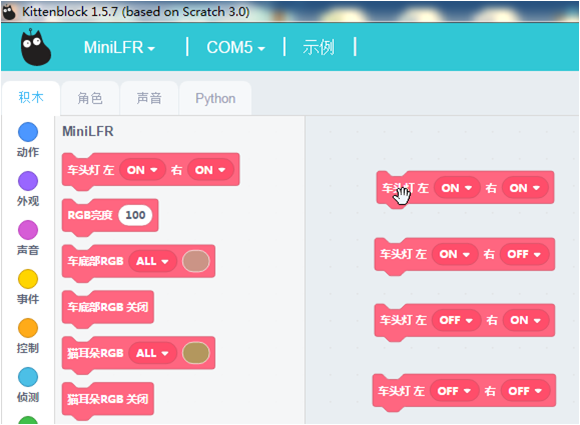 Kittenblock 1.5.7 (based on Scratch 3.0)
MiniLFR COM5 示例
积木 角色 声音 Python
动作
外观
声音
事件
控制
侦测
MiniLFR
车头灯 左 ON 右 ON
RGB亮度 100
车底部RGB ALL
车底部RGB 关闭
猫耳朵RGB ALL
猫耳朵RGB 关闭
车头灯 左 ON 右 ON
车头灯 左 ON 右 OFF
车头灯 左 OFF 右 ON
车头灯 左 OFF 右 OFF